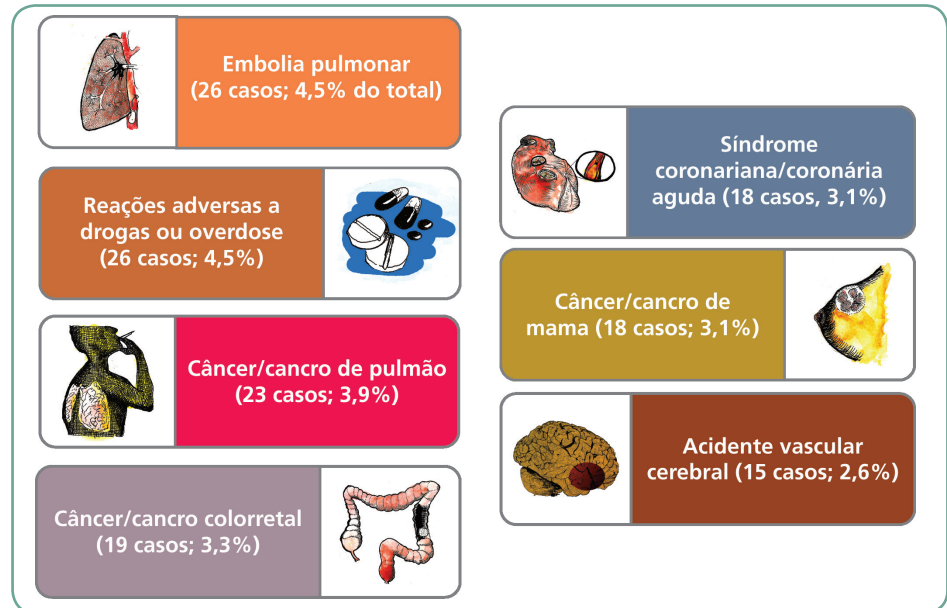 Embolia pulmonar
(26 casos; 4,5% do total)
Reações adversas a
drogas ou overdose
(26 casos; 4,5%)
Câncer/cancro de pulmão
(23 casos; 3,9%)
Câncer/cancro colorretal
(19 casos; 3,3%)
Síndrome
coronariana/coronária
aguda (18 casos, 3,1%)
Câncer/cancro de
mama (18 casos; 3,1%)
Acidente vascular
cerebral (15 casos; 2,6%)